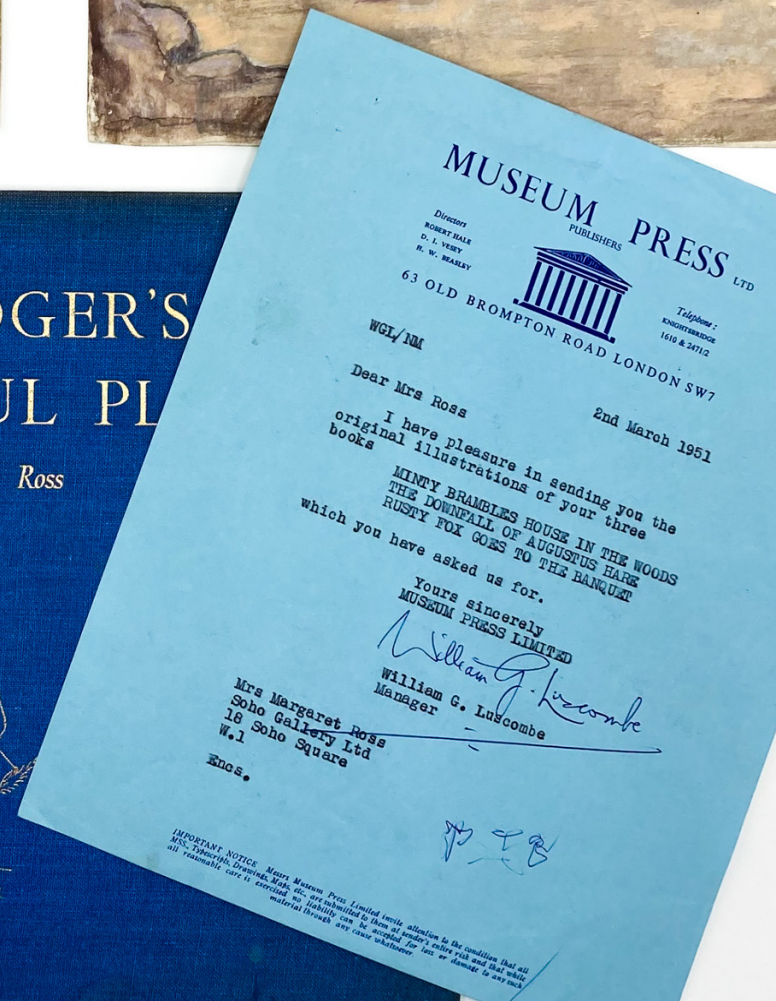 GER'S
UL PL
Ross
MUSEUM PRESS LTD
PUBLISHERS
Directors
ROBERT HALE
D. I. VESEY
H. W. BEASLEY
Telephone :
KNIGHTSBRIDGE
1610 & 2471/2
63 OLD BROMPTON ROAD LONDON SW7
WGL/NM
2nd March 1951
Dear Mrs Ross
I have pleasure in sending you the
original illustrations of your three
books
MINTY BRAMBLES HOUSE IN THE WOODS
THE DOWNFALL OF AUGUSTUS HARE
RUSTY FOX GOES TO THE BANQUET
which you have asked us for.
Yours sincerely
MUSEUM PRESS LIMITED
William G. Luscombe
William G. Luscombe
Manager
Mrs Margaret Ross
Soho Gallery Ltd
18 Soho Square
W.1
Encs.
IMPORTANT NOTICE Messrs Museum Press Limited invite attention to the condition that all
MSS, Typescripts, Drawings, Maps, etc. are submitted to them at sender's entire risk and that while
all reasonable care is exercised no liability can be accepted for loss or damage to any such
material through any cause whatsoever.